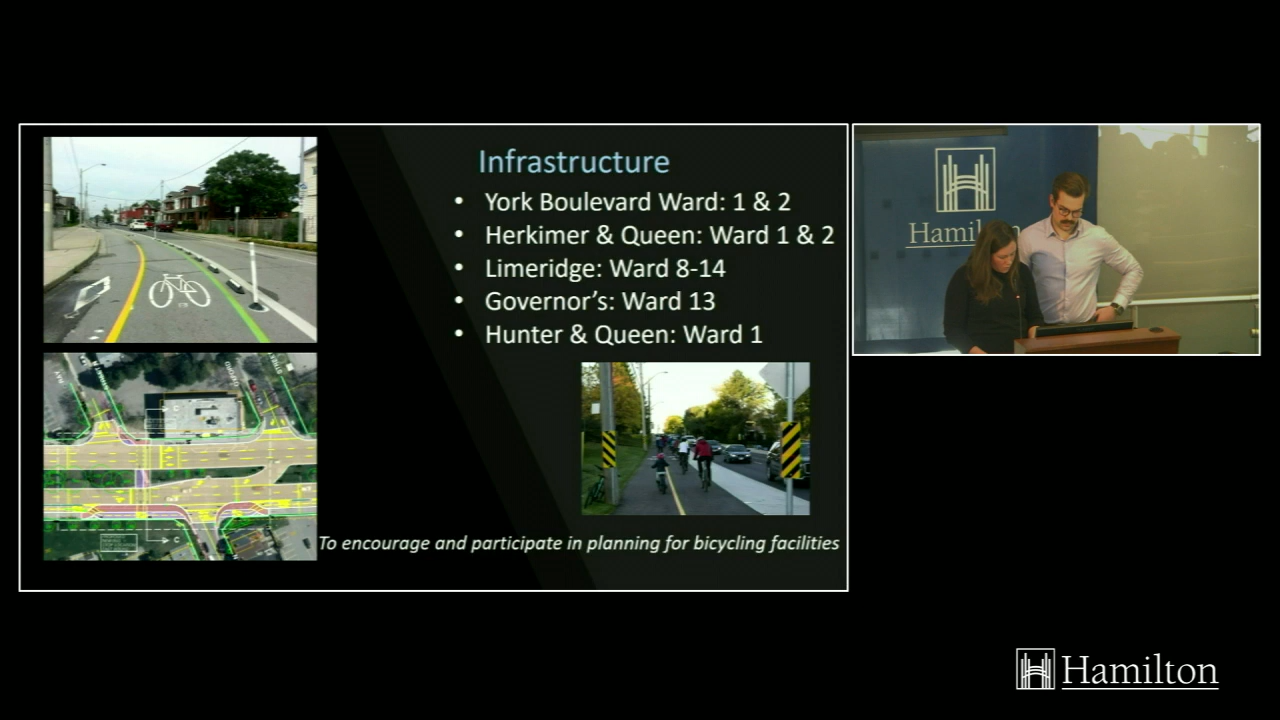 Infrastructure
• York Boulevard Ward: 1 & 2
• Herkimer & Queen: Ward 1 & 2
• Limeridge: Ward 8-14
• Governor's: Ward 13
• Hunter & Queen: Ward 1
To encourage and participate in planning for bicycling facilities
Hamilton
Hamilton